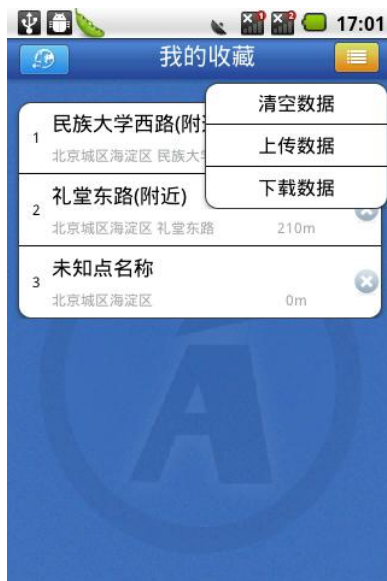 17:01
我的收藏
清空数据
上传数据
下载数据
1 民族大学西路(附
北京城区海淀区 民族大
2 礼堂东路(附近)
北京城区海淀区 礼堂东路 210m
3 未知点名称
北京城区海淀区 0m